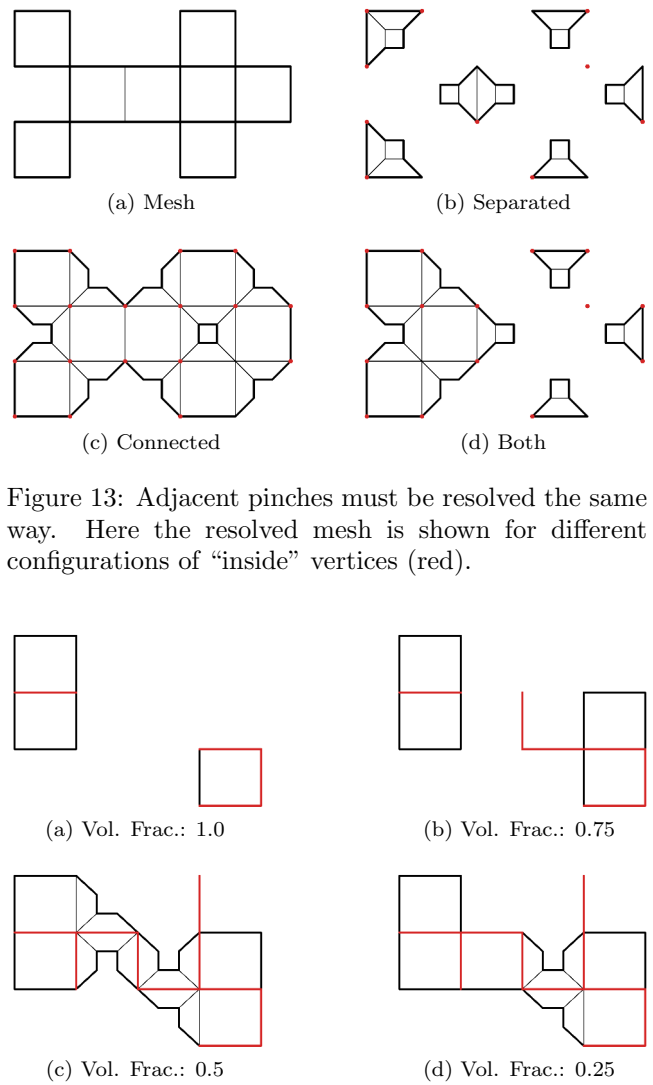 (a) Mesh
(b) Separated
(c) Connected
(d) Both
Figure 13: Adjacent pinches must be resolved the same
way. Here the resolved mesh is shown for different
configurations of “inside” vertices (red).
(a) Vol. Frac.: 1.0
(b) Vol. Frac.: 0.75
(c) Vol. Frac.: 0.5
(d) Vol. Frac.: 0.25